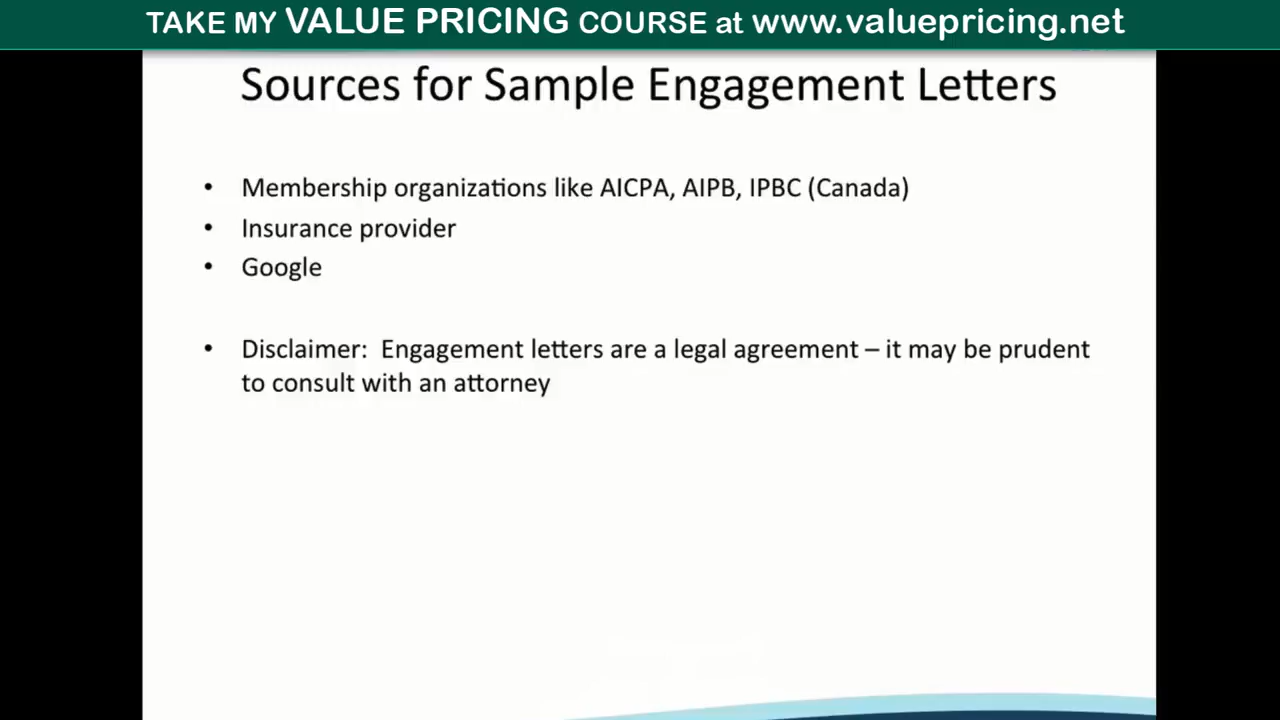 TAKE MY VALUE PRICING COURSE at www.valuepricing.net
Sources for Sample Engagement Letters
• Membership organizations like AICPA, AIPB, IPBC (Canada)
• Insurance provider
• Google
• Disclaimer:  Engagement letters are a legal agreement – it may be prudent
to consult with an attorney